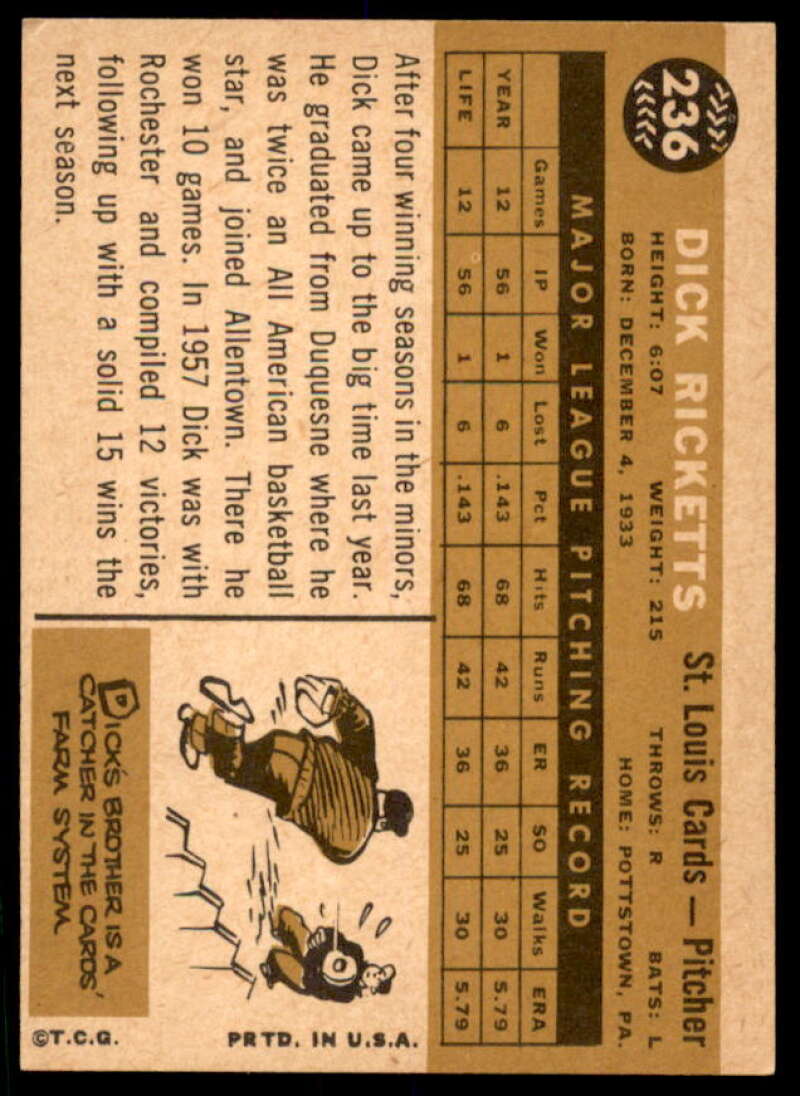 236
DICK RICKETTS St. Louis Cards — Pitcher
HEIGHT: 6:07 WEIGHT: 215 THROWS: R BATS: L
BORN: DECEMBER 4, 1933 HOME: POTTSTOWN, PA.
MAJOR LEAGUE PITCHING RECORD
Games IP Won Lost Pct Hits Runs ER SO Walks ERA
YEAR 12 56 1 6 .143 68 42 36 25 30 5.79
LIFE 12 56 1 6 .143 68 42 36 25 30 5.79
After four winning seasons in the minors,
Dick came up to the big time last year.
He graduated from Duquesne where he
was twice an All American basketball
star, and joined Allentown. There he
won 10 games. In 1957 Dick was with
Rochester and compiled 12 victories,
following up with a solid 15 wins the
next season.
DICK'S BROTHER IS A
CATCHER IN THE CARDS'
FARM SYSTEM.
PRTD. IN U.S.A.
©T.C.G.